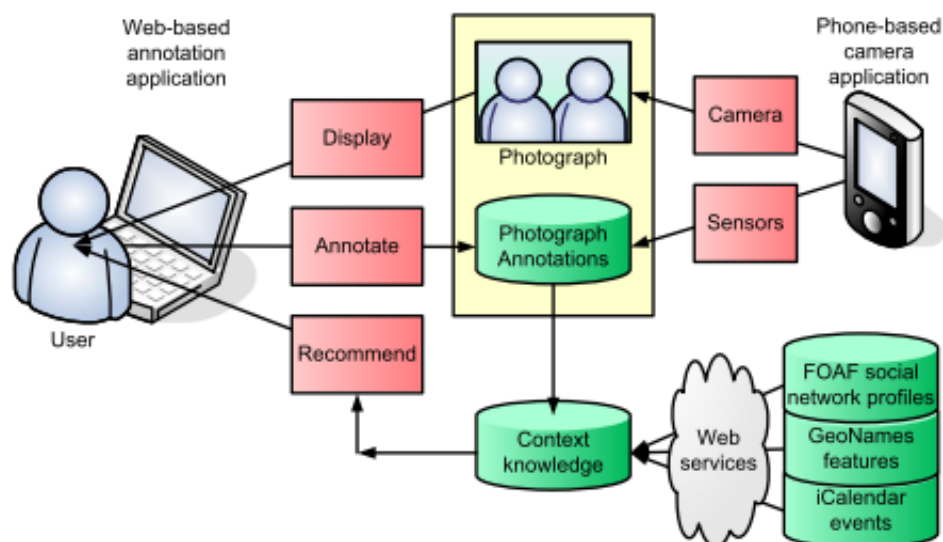 Web-based
annotation
application
Phone-based
camera
application
Display
Photograph
Camera
Annotate
Photograph
Annotations
Sensors
User
Recommend
Context
knowledge
Web
services
FOAF social
network profiles
GeoNames
features
iCalendar
events